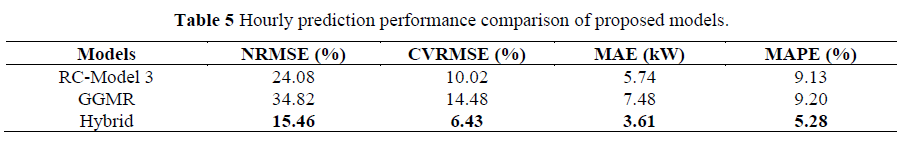 Table 5 Hourly prediction performance comparison of proposed models.
Models NRMSE (%) CVRMSE (%) MAE (kW) MAPE (%)
RC-Model 3 24.08 10.02 5.74 9.13
GGMR 34.82 14.48 7.48 9.20
Hybrid 15.46 6.43 3.61 5.28